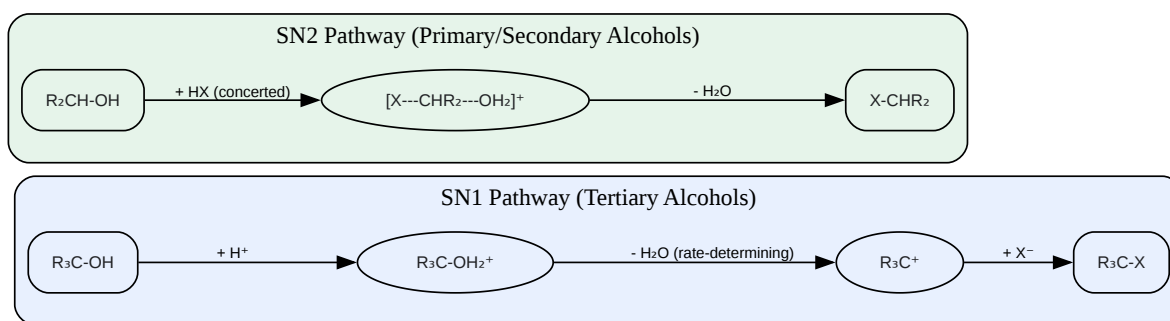 SN2 Pathway (Primary/Secondary Alcohols)
R₂CH-OH
+ HX (concerted)
[X---CHR₂---OH₂]⁺
- H₂O
X-CHR₂
SN1 Pathway (Tertiary Alcohols)
R₃C-OH
+ H⁺
R₃C-OH₂⁺
- H₂O (rate-determining)
R₃C⁺
+ X⁻
R₃C-X